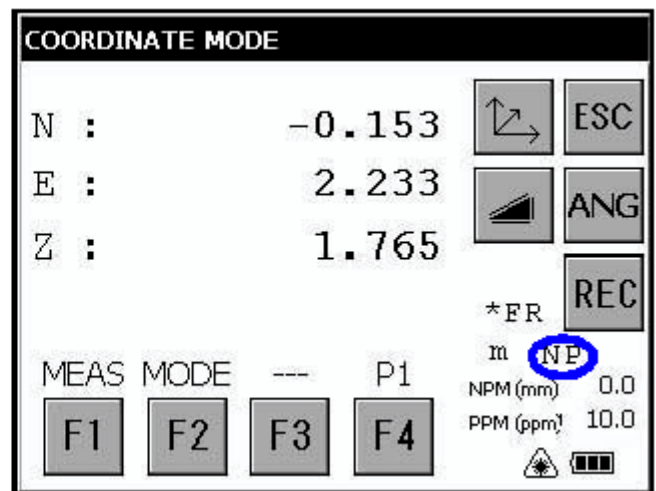 COORDINATE MODE
N : -0.153
E : 2.233
Z : 1.765
ESC
ANG
REC
*FR
m NP
NPM (mm) 0.0
PPM (ppm) 10.0
MEAS MODE --- P1
F1 F2 F3 F4